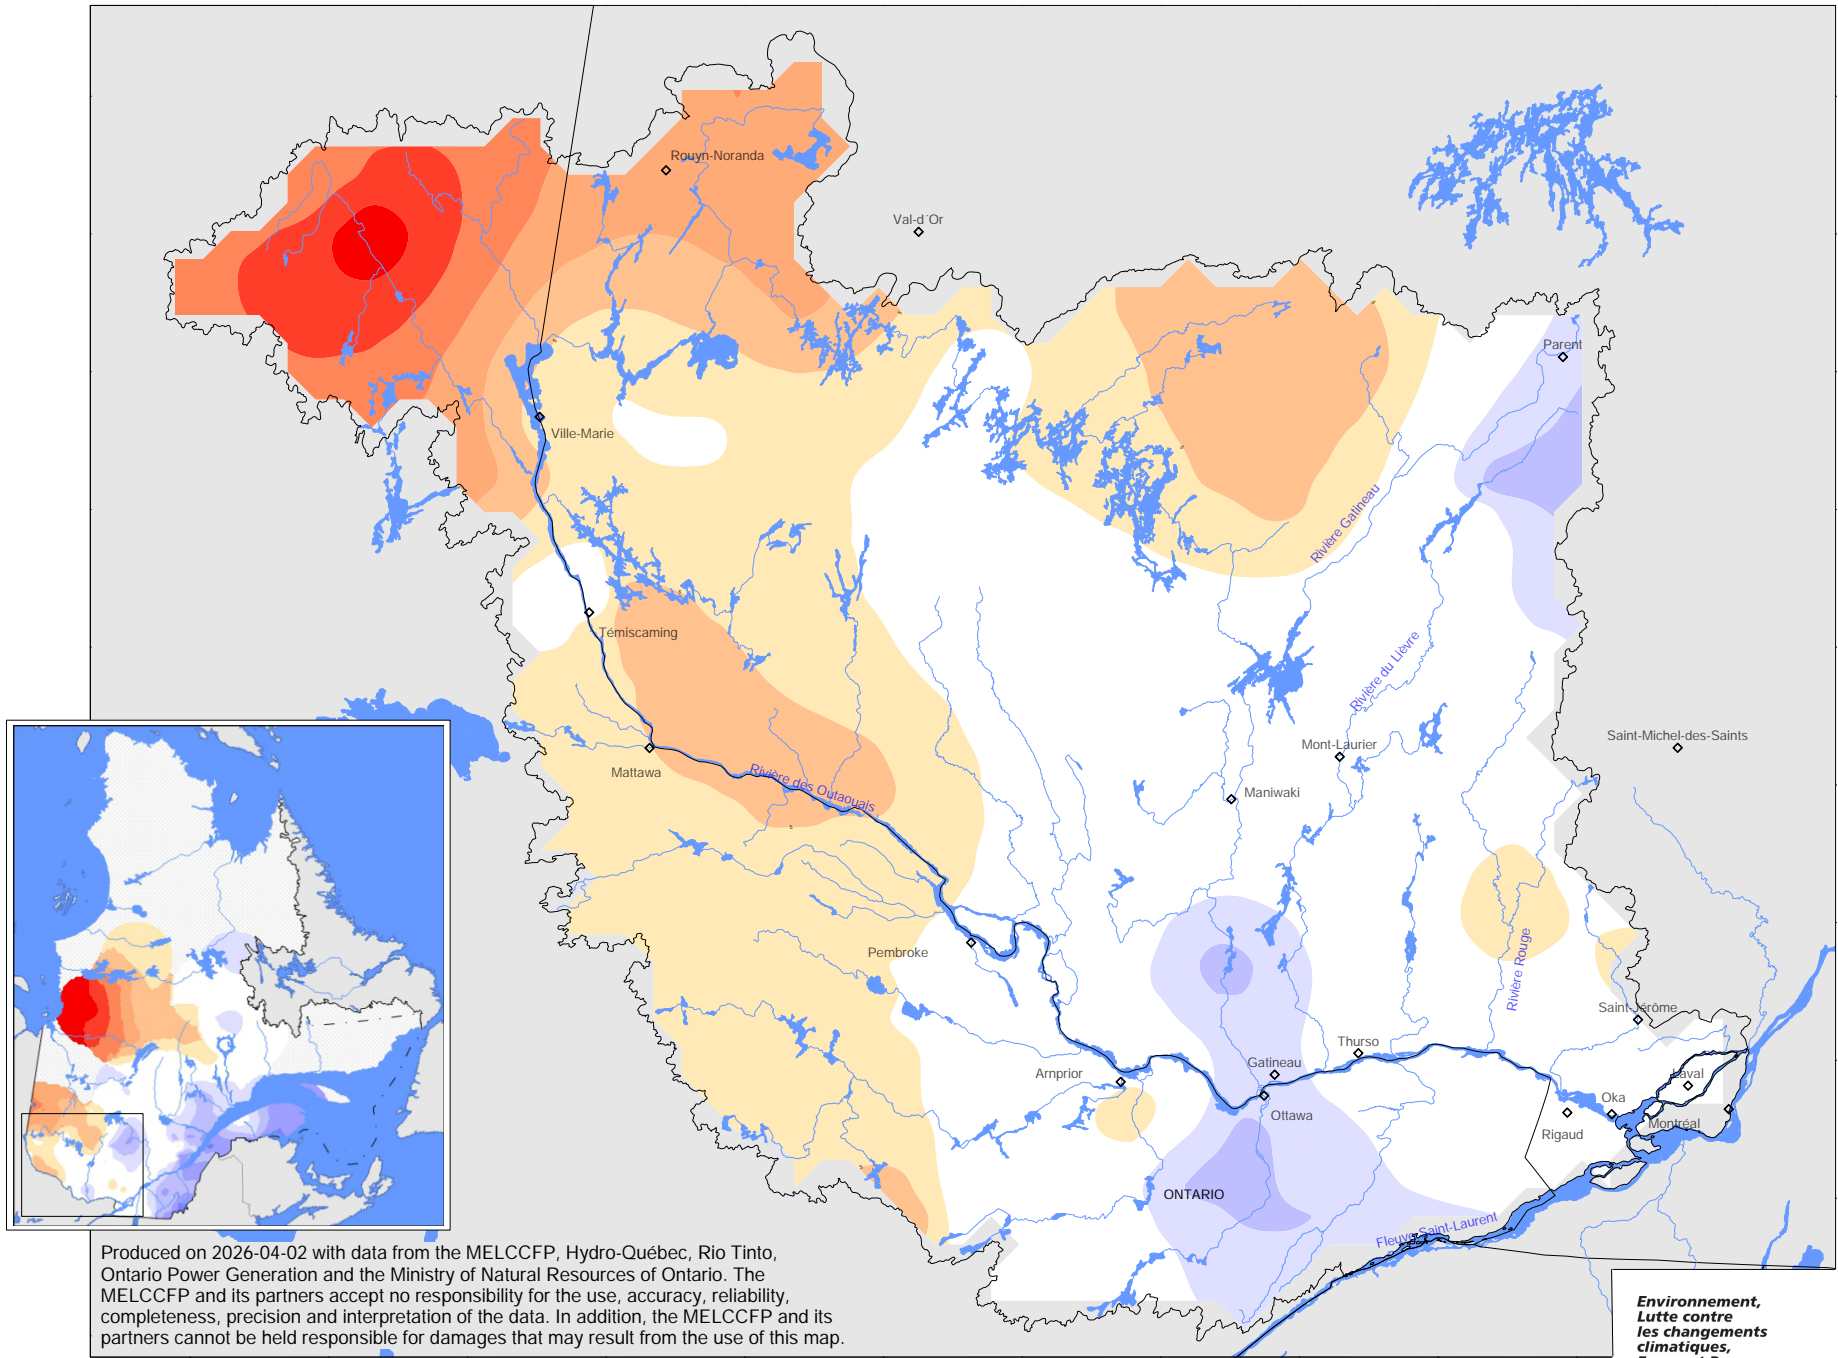 Rouyn-Noranda
Val-d´Or
Parent
Ville-Marie
Rivière Gatineau
Témiscaming
Rivière du Lièvre
Saint-Michel-des-Saints
Mont-Laurier
Mattawa
Rivière des Outaouais
Maniwaki
Pembroke
Rivière Rouge
Saint-Jérôme
Thurso
Gatineau
Arnprior
Laval
Oka
Ottawa
Montréal
Rigaud
ONTARIO
Fleuve Saint-Laurent
Produced on 2026-04-02 with data from the MELCCFP, Hydro-Québec, Rio Tinto,
Ontario Power Generation and the Ministry of Natural Resources of Ontario. The
MELCCFP and its partners accept no responsibility for the use, accuracy, reliability,
completeness, precision and interpretation of the data. In addition, the MELCCFP and its
partners cannot be held responsible for damages that may result from the use of this map.
Environnement,
Lutte contre
les changements
climatiques,